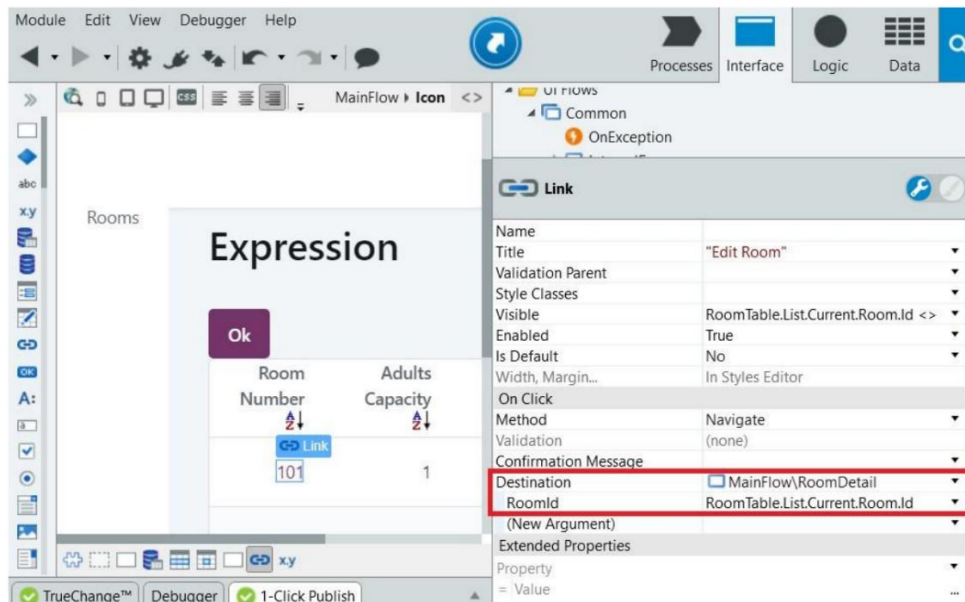 Module Edit View Debugger Help
Processes Interface Logic Data
CSS MainFlow Icon <>
UI Flows
Common
OnException
abc
x.y
OK
A:
Rooms
Expression
Ok
Room Number
Adults Capacity
Link
101 1
Link
Name
Title "Edit Room"
Validation Parent
Style Classes
Visible RoomTable.List.Current.Room.Id <>
Enabled True
Is Default No
Width, Margin... In Styles Editor
On Click
Method Navigate
Validation (none)
Confirmation Message
Destination MainFlow\RoomDetail
RoomId RoomTable.List.Current.Room.Id
(New Argument)
Extended Properties
Property
= Value ...
x.y
TrueChange™ Debugger 1-Click Publish